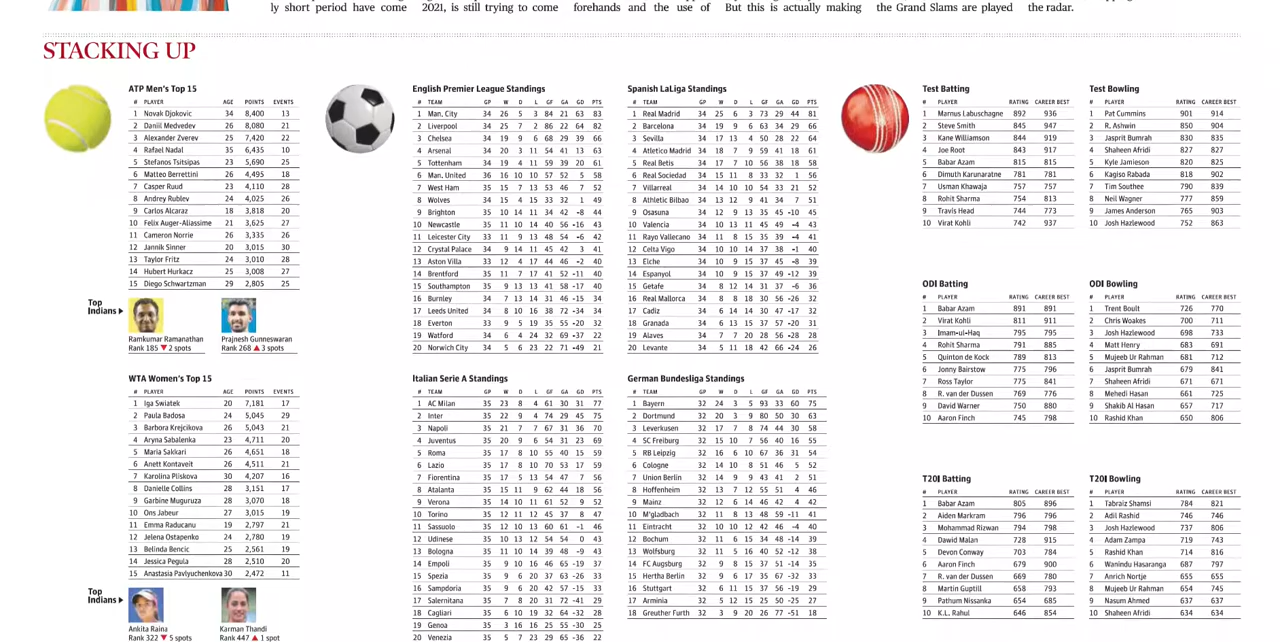 ly short period have come
2021, is still trying to come
forehands and the use of
But this is actually making
the Grand Slams are played
the radar.
STACKING UP
ATP Men's Top 15
# PLAYER AGE POINTS EVENTS
1 Novak Djokovic 34 8,400 13
2 Daniil Medvedev 26 8,080 21
3 Alexander Zverev 25 7,420 22
4 Rafael Nadal 35 6,435 10
5 Stefanos Tsitsipas 23 5,690 25
6 Matteo Berrettini 26 4,495 18
7 Casper Ruud 23 4,110 28
8 Andrey Rublev 24 4,025 26
9 Carlos Alcaraz 18 3,818 20
10 Felix Auger-Aliassime 21 3,625 27
11 Cameron Norrie 26 3,335 26
12 Jannik Sinner 20 3,015 30
13 Taylor Fritz 24 3,010 28
14 Hubert Hurkacz 25 3,008 27
15 Diego Schwartzman 29 2,805 25
Top
Indians
Ramkumar Ramanathan
Rank 185 ▼ 2 spots
Prajnesh Gunneswaran
Rank 268 ▲ 3 spots
WTA Women's Top 15
# PLAYER AGE POINTS EVENTS
1 Iga Swiatek 20 7,181 17
2 Paula Badosa 24 5,045 29
3 Barbora Krejcikova 26 5,043 21
4 Aryna Sabalenka 23 4,711 20
5 Maria Sakkari 26 4,651 18
6 Anett Kontaveit 26 4,511 21
7 Karolina Pliskova 30 4,207 16
8 Danielle Collins 28 3,151 17
9 Garbine Muguruza 28 3,070 18
10 Ons Jabeur 27 3,015 19
11 Emma Raducanu 19 2,797 21
12 Jelena Ostapenko 24 2,780 19
13 Belinda Bencic 25 2,561 19
14 Jessica Pegula 28 2,510 20
15 Anastasia Pavlyuchenkova 30 2,472 11
Top
Indians
Ankita Raina
Rank 322 ▼ 5 spots
Karman Thandi
Rank 447 ▲ 1 spot
English Premier League Standings
# TEAM GP W D L GF GA GD PTS
1 Man. City 34 26 5 3 84 21 63 83
2 Liverpool 34 25 7 2 86 22 64 82
3 Chelsea 34 19 9 6 68 29 39 66
4 Arsenal 34 20 3 11 54 41 13 63
5 Tottenham 34 19 4 11 59 39 20 61
6 Man. United 36 16 10 10 57 52 5 58
7 West Ham 35 15 7 13 53 46 7 52
8 Wolves 34 15 4 15 33 32 1 49
9 Brighton 35 10 14 11 34 42 -8 44
10 Newcastle 35 11 10 14 40 56 -16 43
11 Leicester City 33 11 9 13 48 54 -6 42
12 Crystal Palace 34 9 14 11 45 42 3 41
13 Aston Villa 33 12 4 17 44 46 -2 40
14 Brentford 35 11 7 17 41 52 -11 40
15 Southampton 35 9 13 13 41 58 -17 40
16 Burnley 34 7 13 14 31 46 -15 34
17 Leeds United 34 8 10 16 38 72 -34 34
18 Everton 33 9 5 19 35 55 -20 32
19 Watford 34 6 4 24 32 69 -37 22
20 Norwich City 34 5 6 23 22 71 -49 21
Italian Serie A Standings
# TEAM GP W D L GF GA GD PTS
1 AC Milan 35 23 8 4 61 30 31 77
2 Inter 35 22 9 4 74 29 45 75
3 Napoli 35 21 7 7 67 31 36 70
4 Juventus 35 20 9 6 54 31 23 69
5 Roma 35 17 8 10 55 40 15 59
6 Lazio 35 17 8 10 70 53 17 59
7 Fiorentina 35 17 5 13 54 47 7 56
8 Atalanta 35 15 11 9 62 44 18 56
9 Verona 35 14 10 11 61 52 9 52
10 Torino 35 12 11 12 45 37 8 47
11 Sassuolo 35 12 10 13 60 61 -1 46
12 Udinese 35 10 13 12 54 54 0 43
13 Bologna 35 11 10 14 39 48 -9 43
14 Empoli 35 9 10 16 46 65 -19 37
15 Spezia 35 9 6 20 37 63 -26 33
16 Sampdoria 35 9 6 20 42 57 -15 33
17 Salernitana 35 7 8 20 31 72 -41 29
18 Cagliari 35 6 10 19 32 64 -32 28
19 Genoa 35 3 16 16 25 55 -30 25
20 Venezia 35 5 7 23 29 65 -36 22
Spanish LaLiga Standings
# TEAM GP W D L GF GA GD PTS
1 Real Madrid 34 25 6 3 73 29 44 81
2 Barcelona 34 19 9 6 63 34 29 66
3 Sevilla 34 17 13 4 50 28 22 64
4 Atletico Madrid 34 18 7 9 59 41 18 61
5 Real Betis 34 17 7 10 56 38 18 58
6 Real Sociedad 34 15 11 8 33 32 1 56
7 Villarreal 34 14 10 10 54 33 21 52
8 Athletic Bilbao 34 13 12 9 41 34 7 51
9 Osasuna 34 12 9 13 35 45 -10 45
10 Valencia 34 10 13 11 45 49 -4 43
11 Rayo Vallecano 34 11 8 15 35 39 -4 41
12 Celta Vigo 34 10 10 14 37 38 -1 40
13 Elche 34 10 9 15 37 45 -8 39
14 Espanyol 34 10 9 15 37 49 -12 39
15 Getafe 34 8 12 14 31 37 -6 36
16 Real Mallorca 34 8 8 18 30 56 -26 32
17 Cadiz 34 6 14 14 30 47 -17 32
18 Granada 34 6 13 15 37 57 -20 31
19 Alaves 34 7 7 20 28 56 -28 28
20 Levante 34 5 11 18 42 66 -24 26
German Bundesliga Standings
# TEAM GP W D L GF GA GD PTS
1 Bayern 32 24 3 5 93 33 60 75
2 Dortmund 32 20 3 9 80 50 30 63
3 Leverkusen 32 17 7 8 74 44 30 58
4 SC Freiburg 32 15 10 7 56 40 16 55
5 RB Leipzig 32 16 6 10 67 36 31 54
6 Cologne 32 14 10 8 51 46 5 52
7 Union Berlin 32 14 9 9 43 41 2 51
8 Hoffenheim 32 13 7 12 55 51 4 46
9 Mainz 32 12 6 14 46 42 4 42
10 M'gladbach 32 11 8 13 48 59 -11 41
11 Eintracht 32 10 10 12 42 46 -4 40
12 Bochum 32 11 6 15 34 48 -14 39
13 Wolfsburg 32 11 5 16 40 52 -12 38
14 FC Augsburg 32 9 8 15 37 51 -14 35
15 Hertha Berlin 32 9 6 17 35 67 -32 33
16 Stuttgart 32 6 11 15 37 56 -19 29
17 Arminia 32 5 12 15 25 50 -25 27
18 Greuther Furth 32 3 9 20 26 77 -51 18
Test Batting
# PLAYER RATING CAREER BEST
1 Marnus Labuschagne 892 936
2 Steve Smith 845 947
3 Kane Williamson 844 919
4 Joe Root 843 917
5 Babar Azam 815 815
6 Dimuth Karunaratne 781 781
7 Usman Khawaja 757 757
8 Rohit Sharma 754 813
9 Travis Head 744 773
10 Virat Kohli 742 937
Test Bowling
# PLAYER RATING CAREER BEST
1 Pat Cummins 901 914
2 R. Ashwin 850 904
3 Jasprit Bumrah 830 835
4 Shaheen Afridi 827 827
5 Kyle Jamieson 820 825
6 Kagiso Rabada 818 902
7 Tim Southee 790 839
8 Neil Wagner 777 859
9 James Anderson 765 903
10 Josh Hazlewood 752 863
ODI Batting
# PLAYER RATING CAREER BEST
1 Babar Azam 891 891
2 Virat Kohli 811 911
3 Imam-ul-Haq 795 795
4 Rohit Sharma 791 885
5 Quinton de Kock 789 813
6 Jonny Bairstow 775 796
7 Ross Taylor 775 841
8 R. van der Dussen 769 776
9 David Warner 750 880
10 Aaron Finch 745 798
ODI Bowling
# PLAYER RATING CAREER BEST
1 Trent Boult 726 770
2 Chris Woakes 700 711
3 Josh Hazlewood 698 733
4 Matt Henry 683 691
5 Mujeeb Ur Rahman 681 712
6 Jasprit Bumrah 679 841
7 Shaheen Afridi 671 671
8 Mehedi Hasan 661 725
9 Shakib Al Hasan 657 717
10 Rashid Khan 650 806
T20I Batting
# PLAYER RATING CAREER BEST
1 Babar Azam 805 896
2 Aiden Markram 796 796
3 Mohammad Rizwan 794 798
4 Dawid Malan 728 915
5 Devon Conway 703 784
6 Aaron Finch 679 900
7 R. van der Dussen 669 780
8 Martin Guptill 658 793
9 Pathum Nissanka 654 685
10 K.L. Rahul 646 854
T20I Bowling
# PLAYER RATING CAREER BEST
1 Tabraiz Shamsi 784 821
2 Adil Rashid 746 746
3 Josh Hazlewood 737 806
4 Adam Zampa 719 743
5 Rashid Khan 714 816
6 Wanindu Hasaranga 687 797
7 Anrich Nortje 655 655
8 Mujeeb Ur Rahman 654 745
9 Nasum Ahmed 637 637
10 Shaheen Afridi 634 634